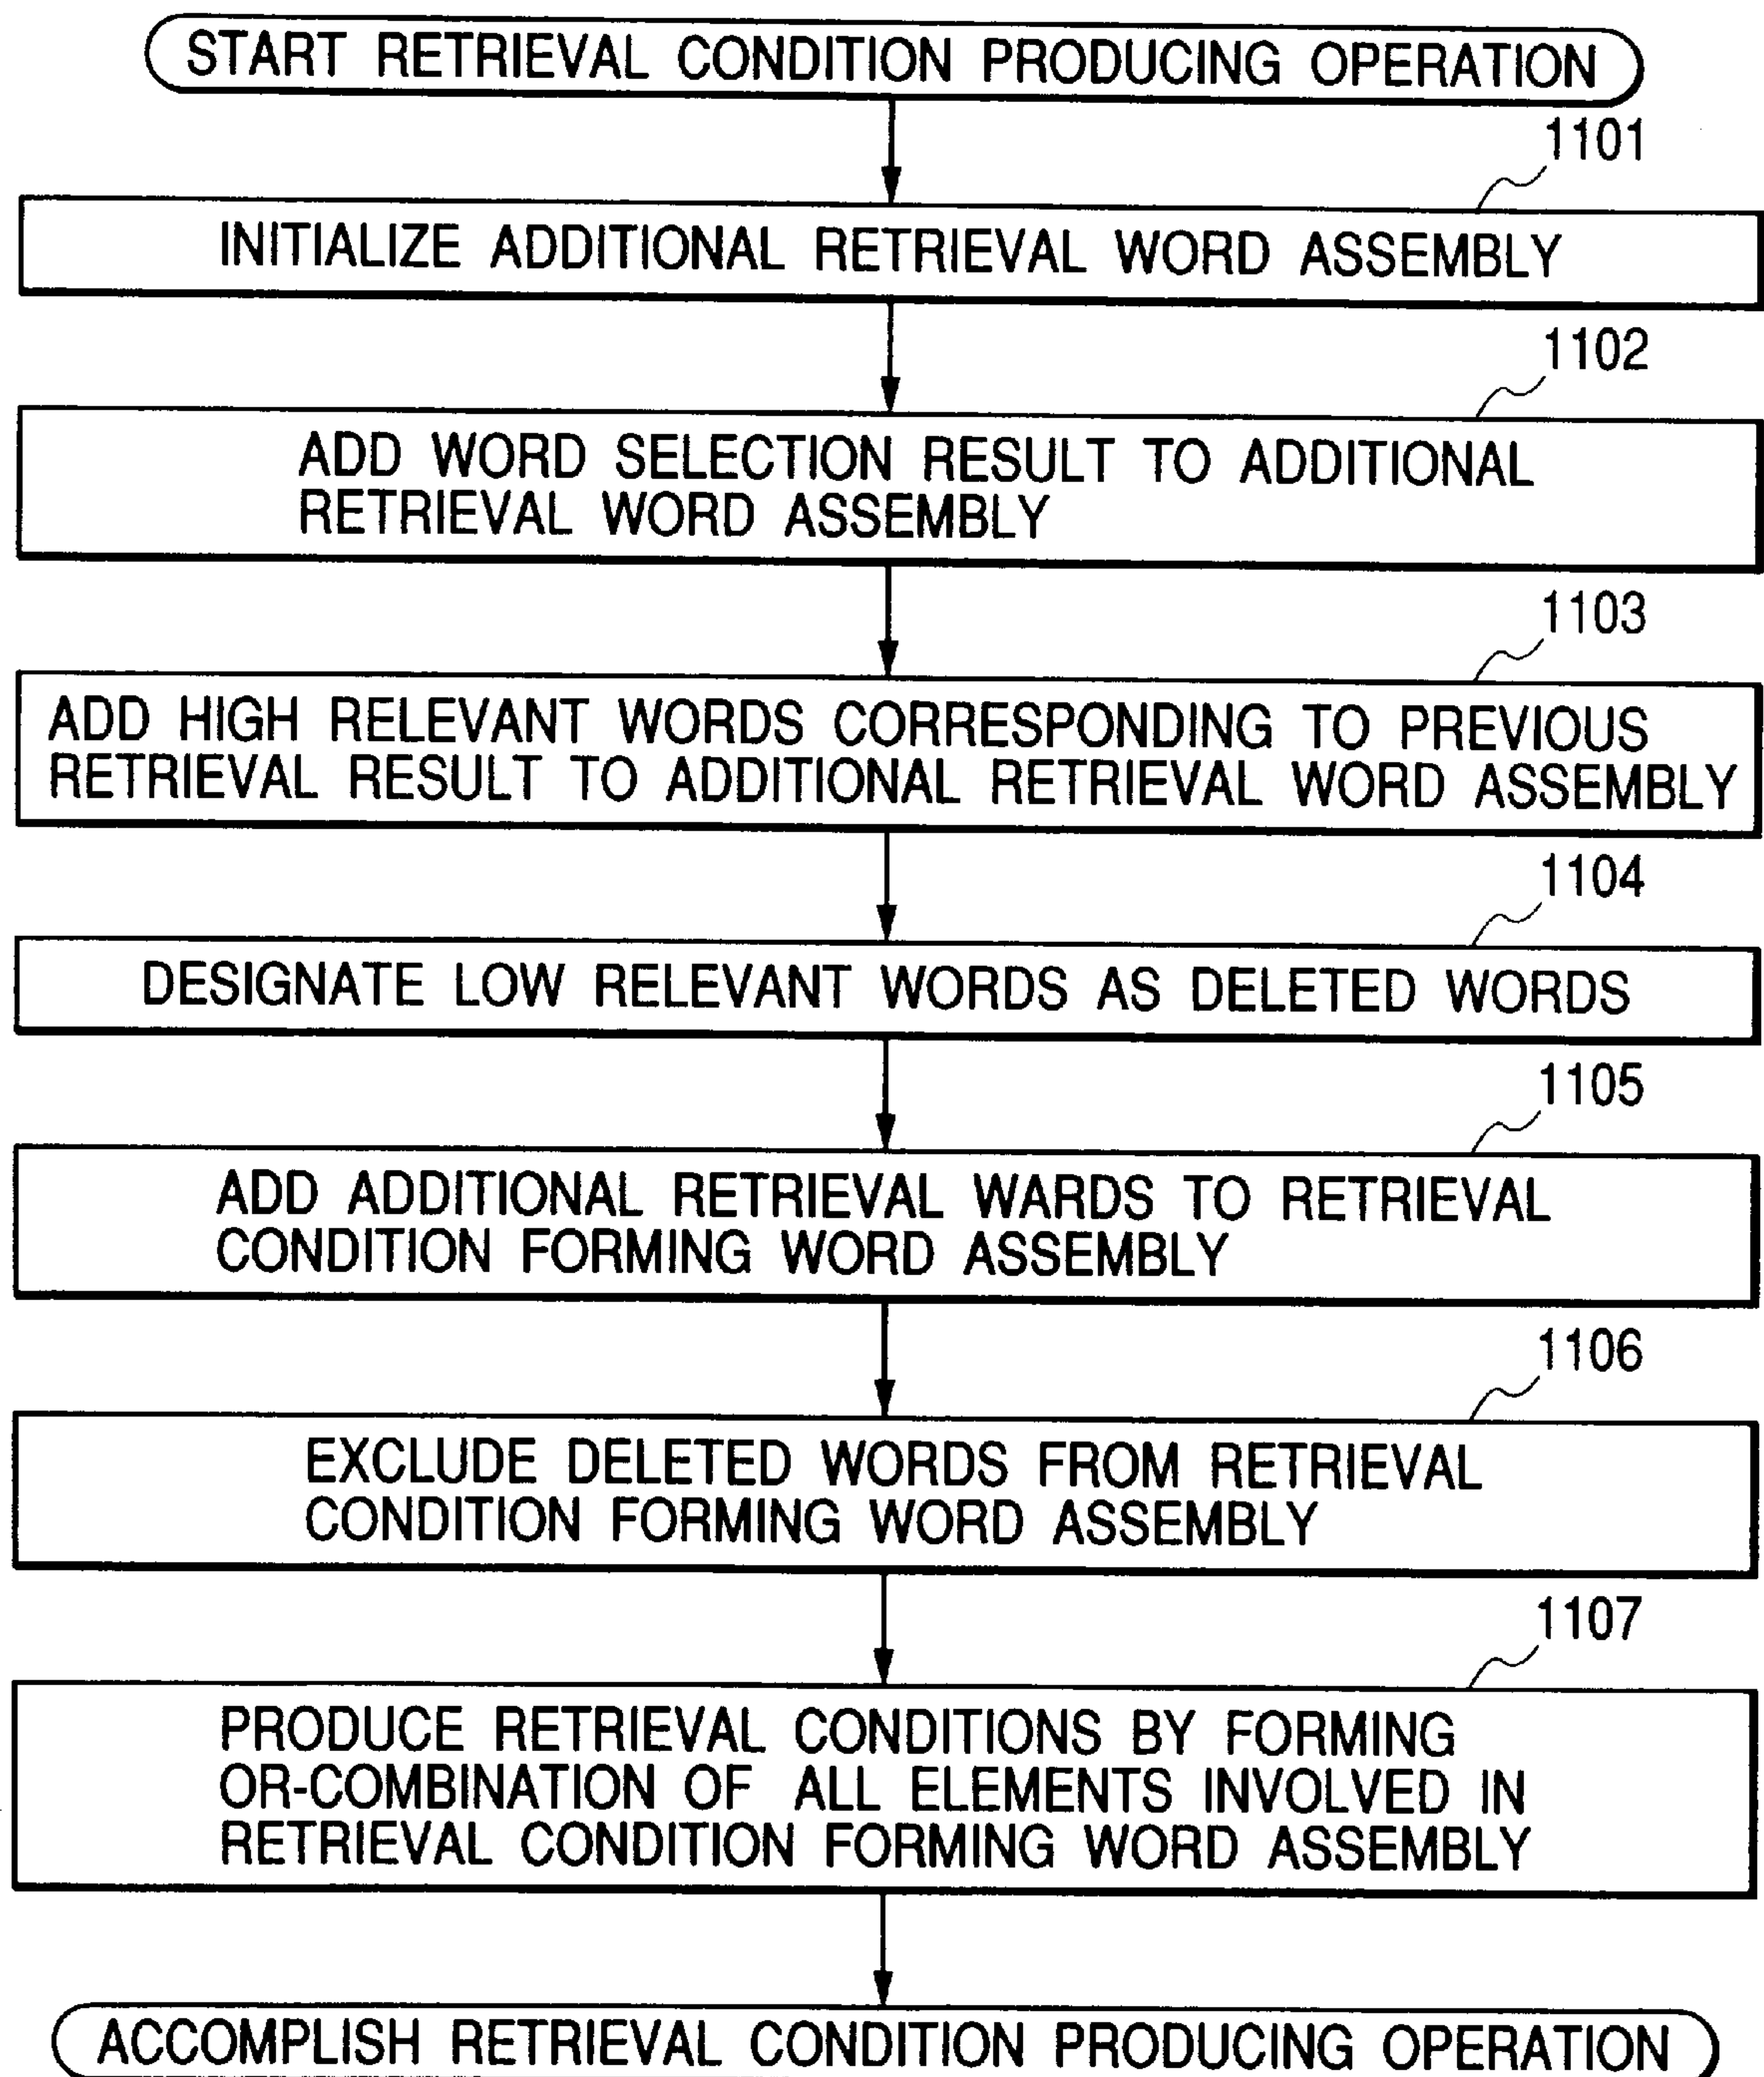 START RETRIEVAL CONDITION PRODUCING OPERATION
1101
INITIALIZE ADDITIONAL RETRIEVAL WORD ASSEMBLY
1102
ADD WORD SELECTION RESULT TO ADDITIONAL
RETRIEVAL WORD ASSEMBLY
1103
ADD HIGH RELEVANT WORDS CORRESPONDING TO PREVIOUS
RETRIEVAL RESULT TO ADDITIONAL RETRIEVAL WORD ASSEMBLY
1104
DESIGNATE LOW RELEVANT WORDS AS DELETED WORDS
1105
ADD ADDITIONAL RETRIEVAL WARDS TO RETRIEVAL
CONDITION FORMING WORD ASSEMBLY
1106
EXCLUDE DELETED WORDS FROM RETRIEVAL
CONDITION FORMING WORD ASSEMBLY
1107
PRODUCE RETRIEVAL CONDITIONS BY FORMING
OR-COMBINATION OF ALL ELEMENTS INVOLVED IN
RETRIEVAL CONDITION FORMING WORD ASSEMBLY
ACCOMPLISH RETRIEVAL CONDITION PRODUCING OPERATION